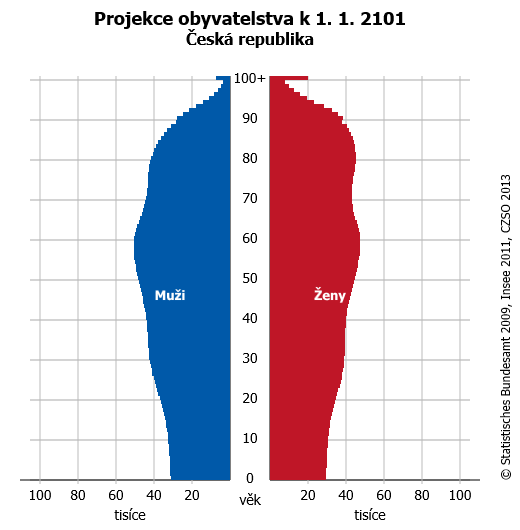 Projekce obyvatelstva k 1. 1. 2101
Česká republika
100+
90
80
70
60
50
40
30
20
10
0
Muži
Ženy
100 80 60 40 20
20 40 60 80 100
věk
tisíce
tisíce
© Statistisches Bundesamt 2009, Insee 2011, CZSO 2013